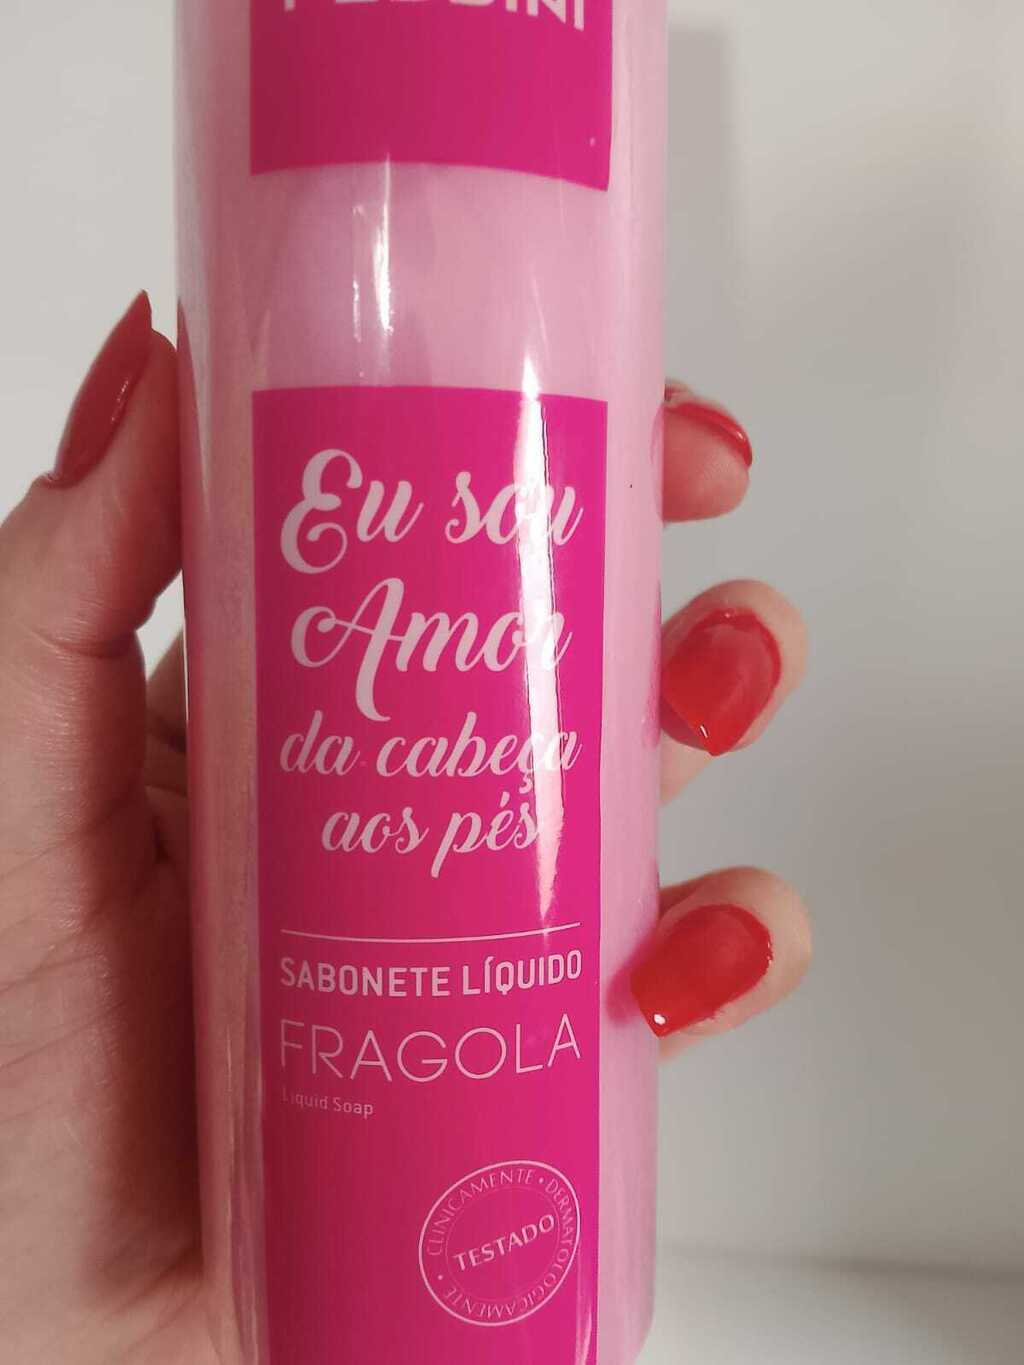 Eu sou
Amor
da cabeça
aos pés
SABONETE LÍQUIDO
FRAGOLA
Liquid Soap
CLINICAMENTE • DERMATOLOGICAMENTE •
TESTADO